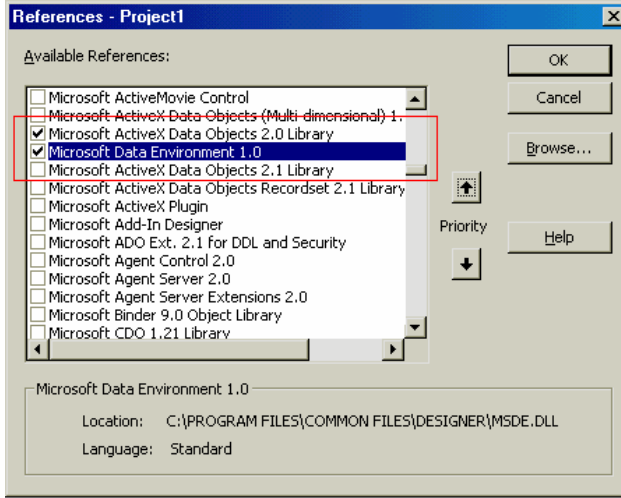 References - Project1
Available References:
Microsoft ActiveMovie Control
Microsoft ActiveX Data Objects (Multi-dimensional) 1.
Microsoft ActiveX Data Objects 2.0 Library
Microsoft Data Environment 1.0
Microsoft ActiveX Data Objects 2.1 Library
Microsoft ActiveX Data Objects Recordset 2.1 Library
Microsoft ActiveX Plugin
Microsoft Add-In Designer
Microsoft ADO Ext. 2.1 for DDL and Security
Microsoft Agent Control 2.0
Microsoft Agent Server 2.0
Microsoft Agent Server Extensions 2.0
Microsoft Binder 9.0 Object Library
Microsoft CDO 1.21 Library
OK
Cancel
Browse...
Priority
Help
Microsoft Data Environment 1.0
Location: C:\PROGRAM FILES\COMMON FILES\DESIGNER\MSDE.DLL
Language: Standard